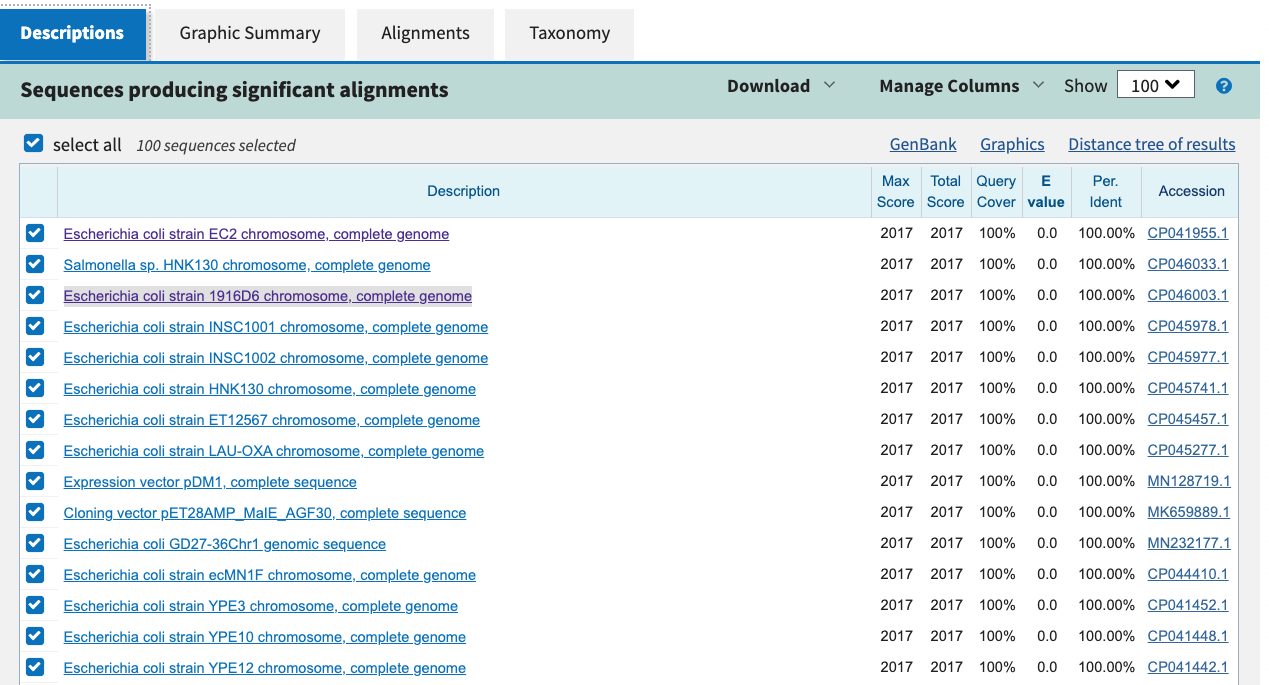 Descriptions Graphic Summary Alignments Taxonomy
Sequences producing significant alignments Download Manage Columns Show 100 ?
select all 100 sequences selected GenBank Graphics Distance tree of results
Description Max Score Total Score Query Cover E value Per. Ident Accession
Escherichia coli strain EC2 chromosome, complete genome 2017 2017 100% 0.0 100.00% CP041955.1
Salmonella sp. HNK130 chromosome, complete genome 2017 2017 100% 0.0 100.00% CP046033.1
Escherichia coli strain 1916D6 chromosome, complete genome 2017 2017 100% 0.0 100.00% CP046003.1
Escherichia coli strain INSC1001 chromosome, complete genome 2017 2017 100% 0.0 100.00% CP045978.1
Escherichia coli strain INSC1002 chromosome, complete genome 2017 2017 100% 0.0 100.00% CP045977.1
Escherichia coli strain HNK130 chromosome, complete genome 2017 2017 100% 0.0 100.00% CP045741.1
Escherichia coli strain ET12567 chromosome, complete genome 2017 2017 100% 0.0 100.00% CP045457.1
Escherichia coli strain LAU-OXA chromosome, complete genome 2017 2017 100% 0.0 100.00% CP045277.1
Expression vector pDM1, complete sequence 2017 2017 100% 0.0 100.00% MN128719.1
Cloning vector pET28AMP_MalE_AGF30, complete sequence 2017 2017 100% 0.0 100.00% MK659889.1
Escherichia coli GD27-36Chr1 genomic sequence 2017 2017 100% 0.0 100.00% MN232177.1
Escherichia coli strain ecMN1F chromosome, complete genome 2017 2017 100% 0.0 100.00% CP044410.1
Escherichia coli strain YPE3 chromosome, complete genome 2017 2017 100% 0.0 100.00% CP041452.1
Escherichia coli strain YPE10 chromosome, complete genome 2017 2017 100% 0.0 100.00% CP041448.1
Escherichia coli strain YPE12 chromosome, complete genome 2017 2017 100% 0.0 100.00% CP041442.1